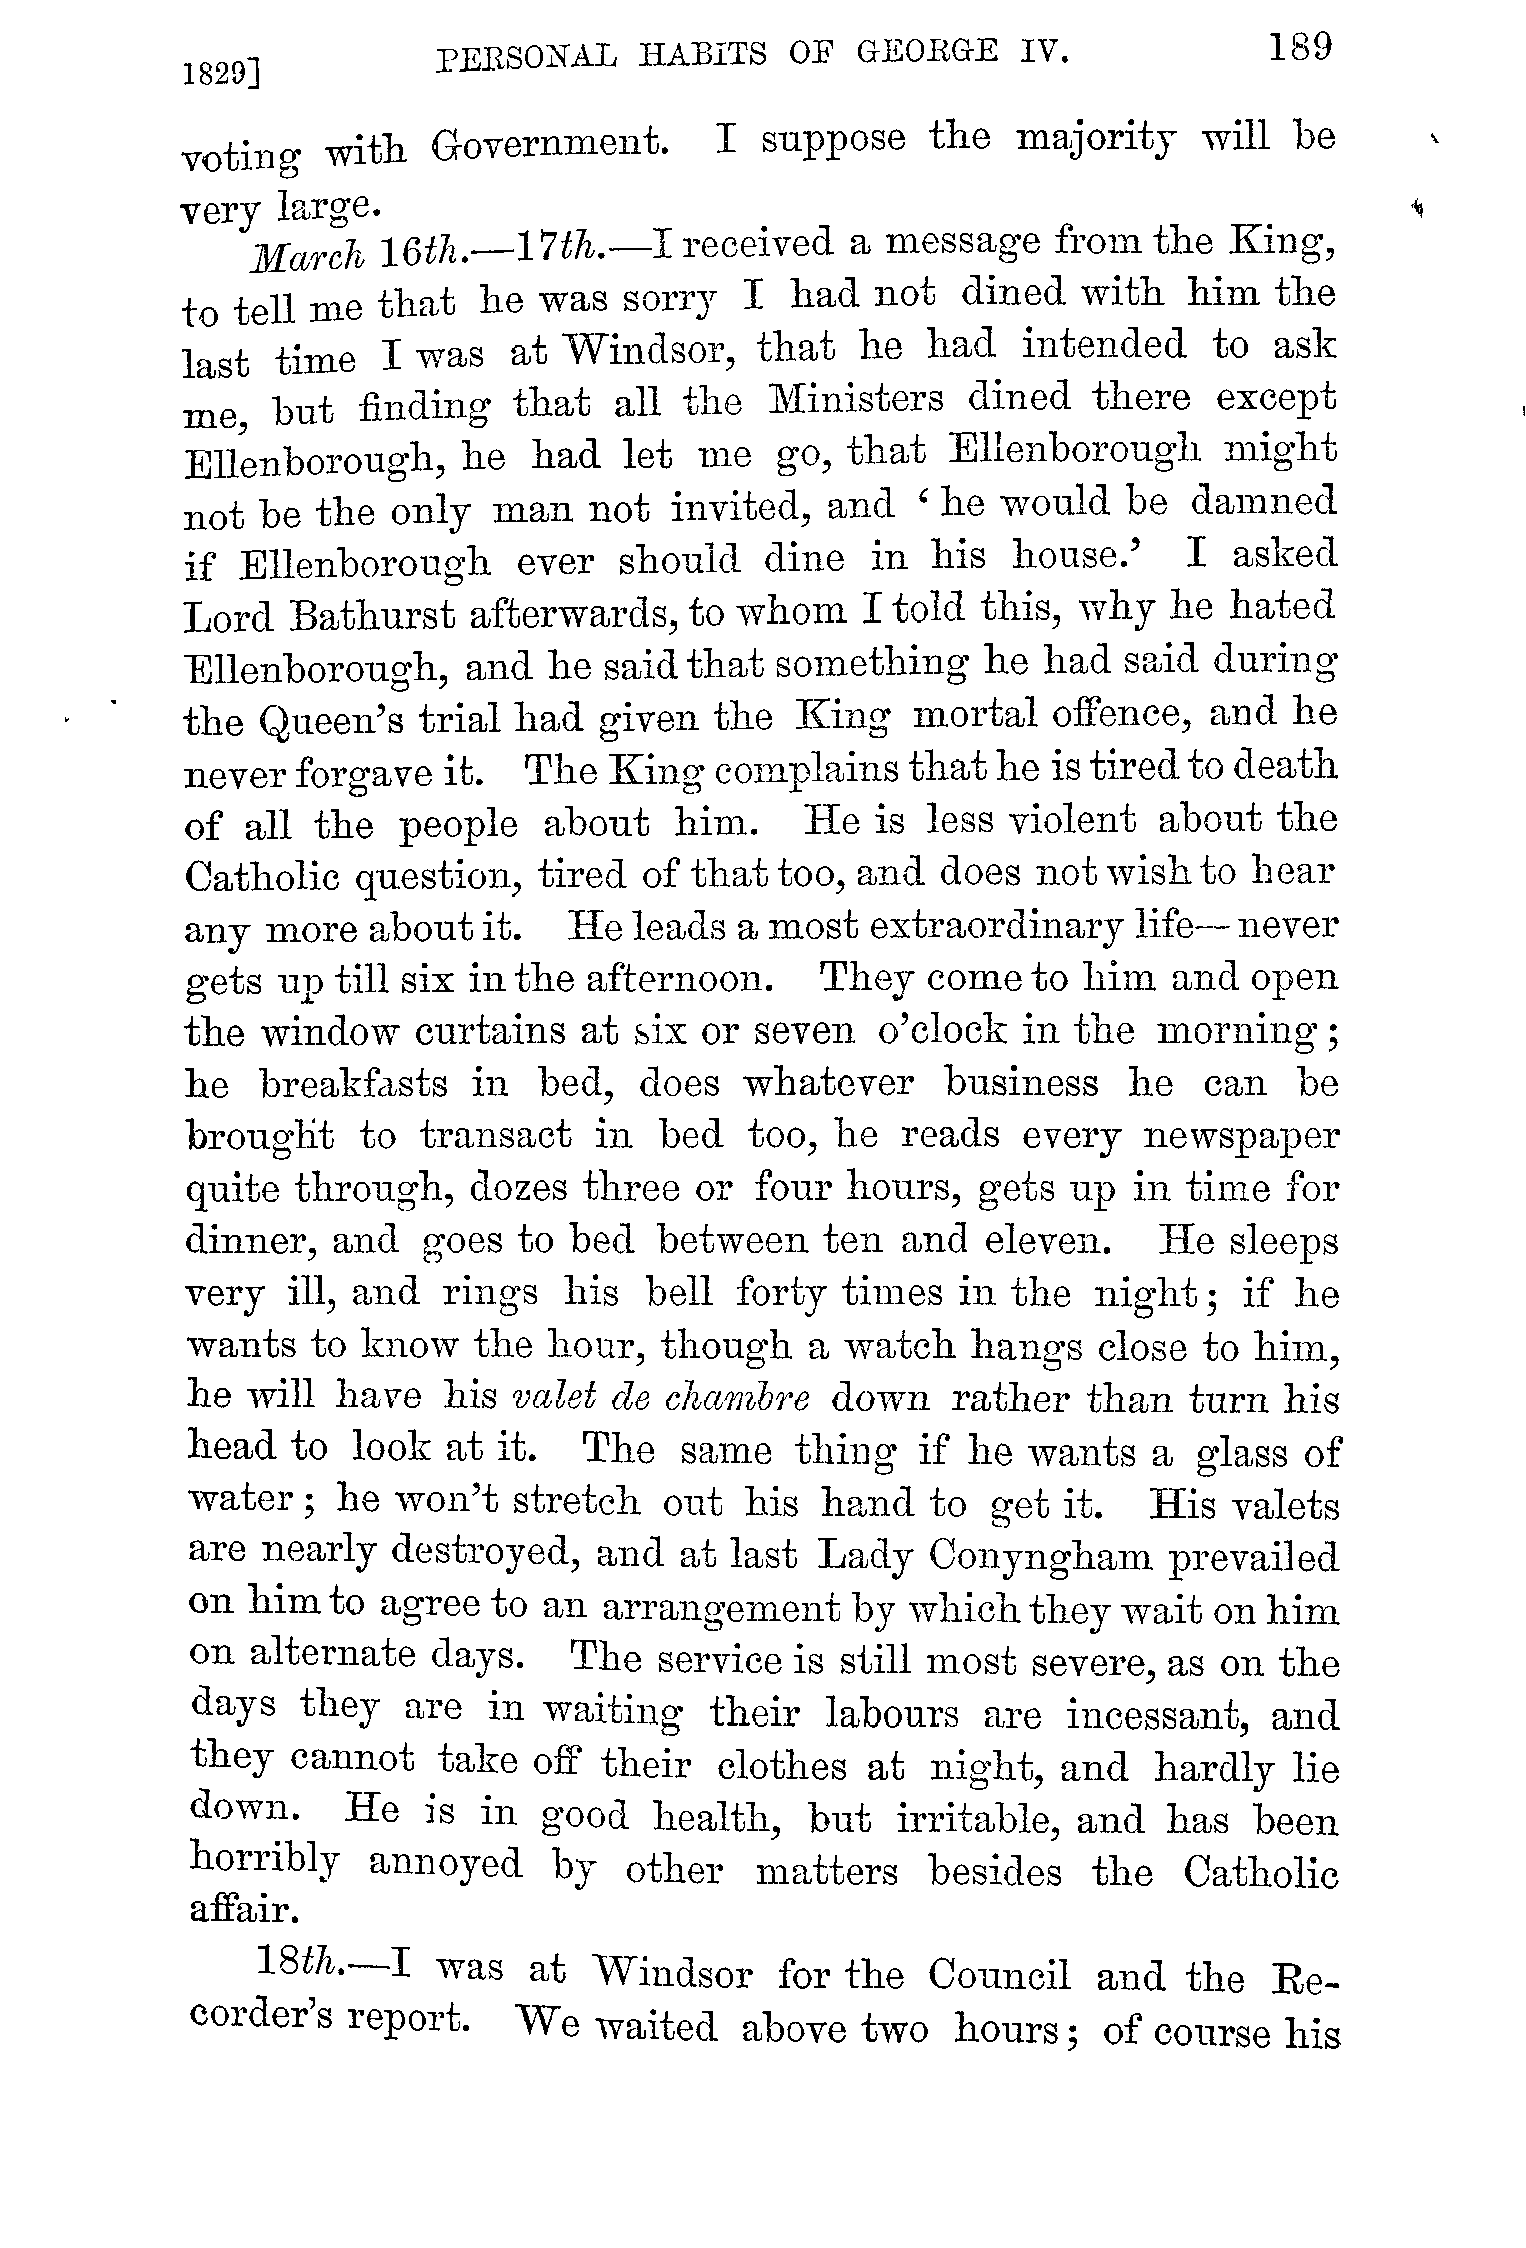 1829] PERSONAL HABITS OF GEORGE IV. 189
voting with Government. I suppose the majority will be
very large.
March 16th.—17th.—I received a message from the King,
to tell me that he was sorry I had not dined with him the
last time I was at Windsor, that he had intended to ask
me, but finding that all the Ministers dined there except
Ellenborough, he had let me go, that Ellenborough might
not be the only man not invited, and ‘he would be damned
if Ellenborough ever should dine in his house.’ I asked
Lord Bathurst afterwards, to whom I told this, why he hated
Ellenborough, and he said that something he had said during
the Queen’s trial had given the King mortal offence, and he
never forgave it. The King complains that he is tired to death
of all the people about him. He is less violent about the
Catholic question, tired of that too, and does not wish to hear
any more about it. He leads a most extraordinary life—never
gets up till six in the afternoon. They come to him and open
the window curtains at six or seven o’clock in the morning;
he breakfasts in bed, does whatever business he can be
brought to transact in bed too, he reads every newspaper
quite through, dozes three or four hours, gets up in time for
dinner, and goes to bed between ten and eleven. He sleeps
very ill, and rings his bell forty times in the night; if he
wants to know the hour, though a watch hangs close to him,
he will have his valet de chambre down rather than turn his
head to look at it. The same thing if he wants a glass of
water; he won’t stretch out his hand to get it. His valets
are nearly destroyed, and at last Lady Conyngham prevailed
on him to agree to an arrangement by which they wait on him
on alternate days. The service is still most severe, as on the
days they are in waiting their labours are incessant, and
they cannot take off their clothes at night, and hardly lie
down. He is in good health, but irritable, and has been
horribly annoyed by other matters besides the Catholic
affair.
18th.—I was at Windsor for the Council and the Re-
corder’s report. We waited above two hours; of course his